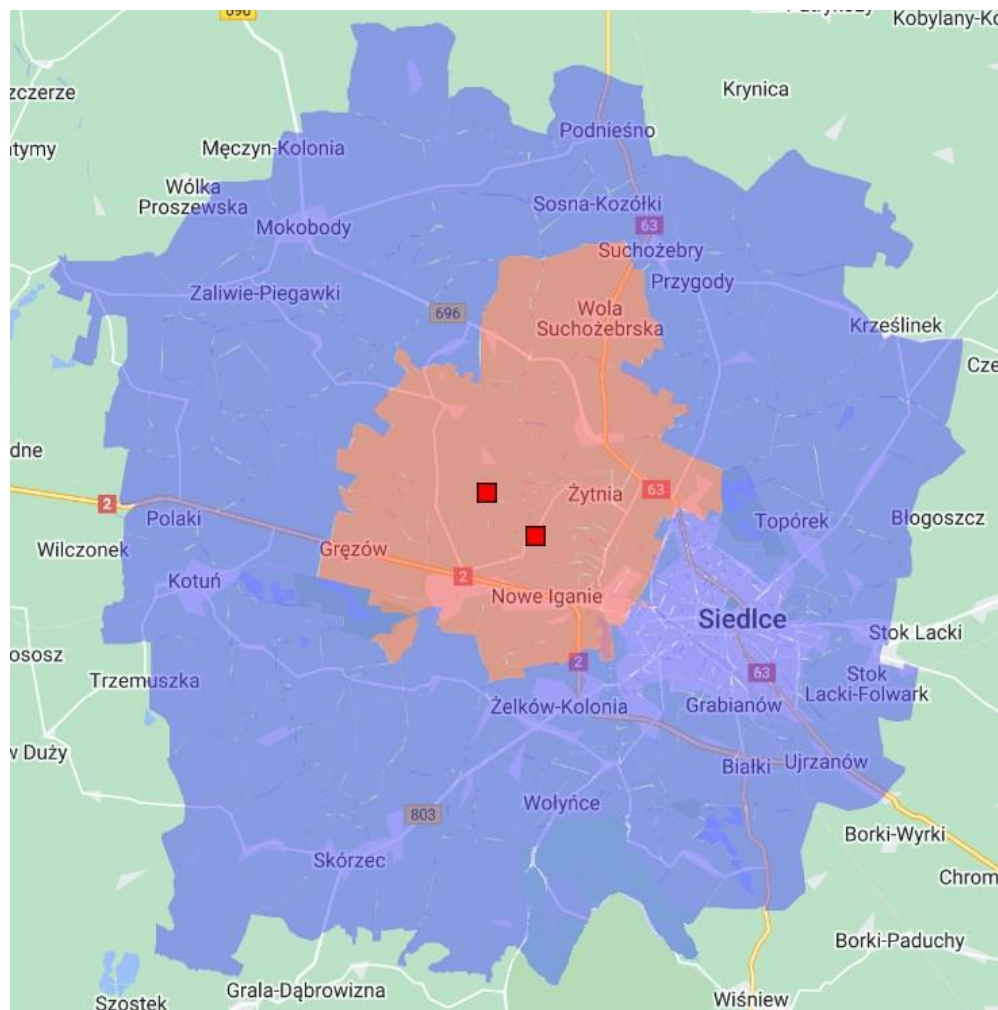 696
Kobylany-Ko
zczerze
Krynica
Podnieśno
atymy
Męczyn-Kolonia
Wólka
Proszewska
Sosna-Kozółki
Mokobody
63
Suchożebry
Przygody
Zaliwie-Piegawki
696
Wola
Suchożebrska
Krześlinek
Cze
dne
Żytnia
63
2
Polaki
Topórek
Błogoszcz
Wilczonek
Gręzów
Kotuń
2
Nowe Iganie
Siedlce
Stok Lacki
ososz
2
63
Stok
Lacki-Folwark
Trzemuszka
Żelków-Kolonia
Grabianów
w Duży
Białki
Ujrzanów
Wołyńce
803
Borki-Wyrki
Skórzec
Chrom
Borki-Paduchy
Grala-Dąbrowizna
Szostek
Wiśniew